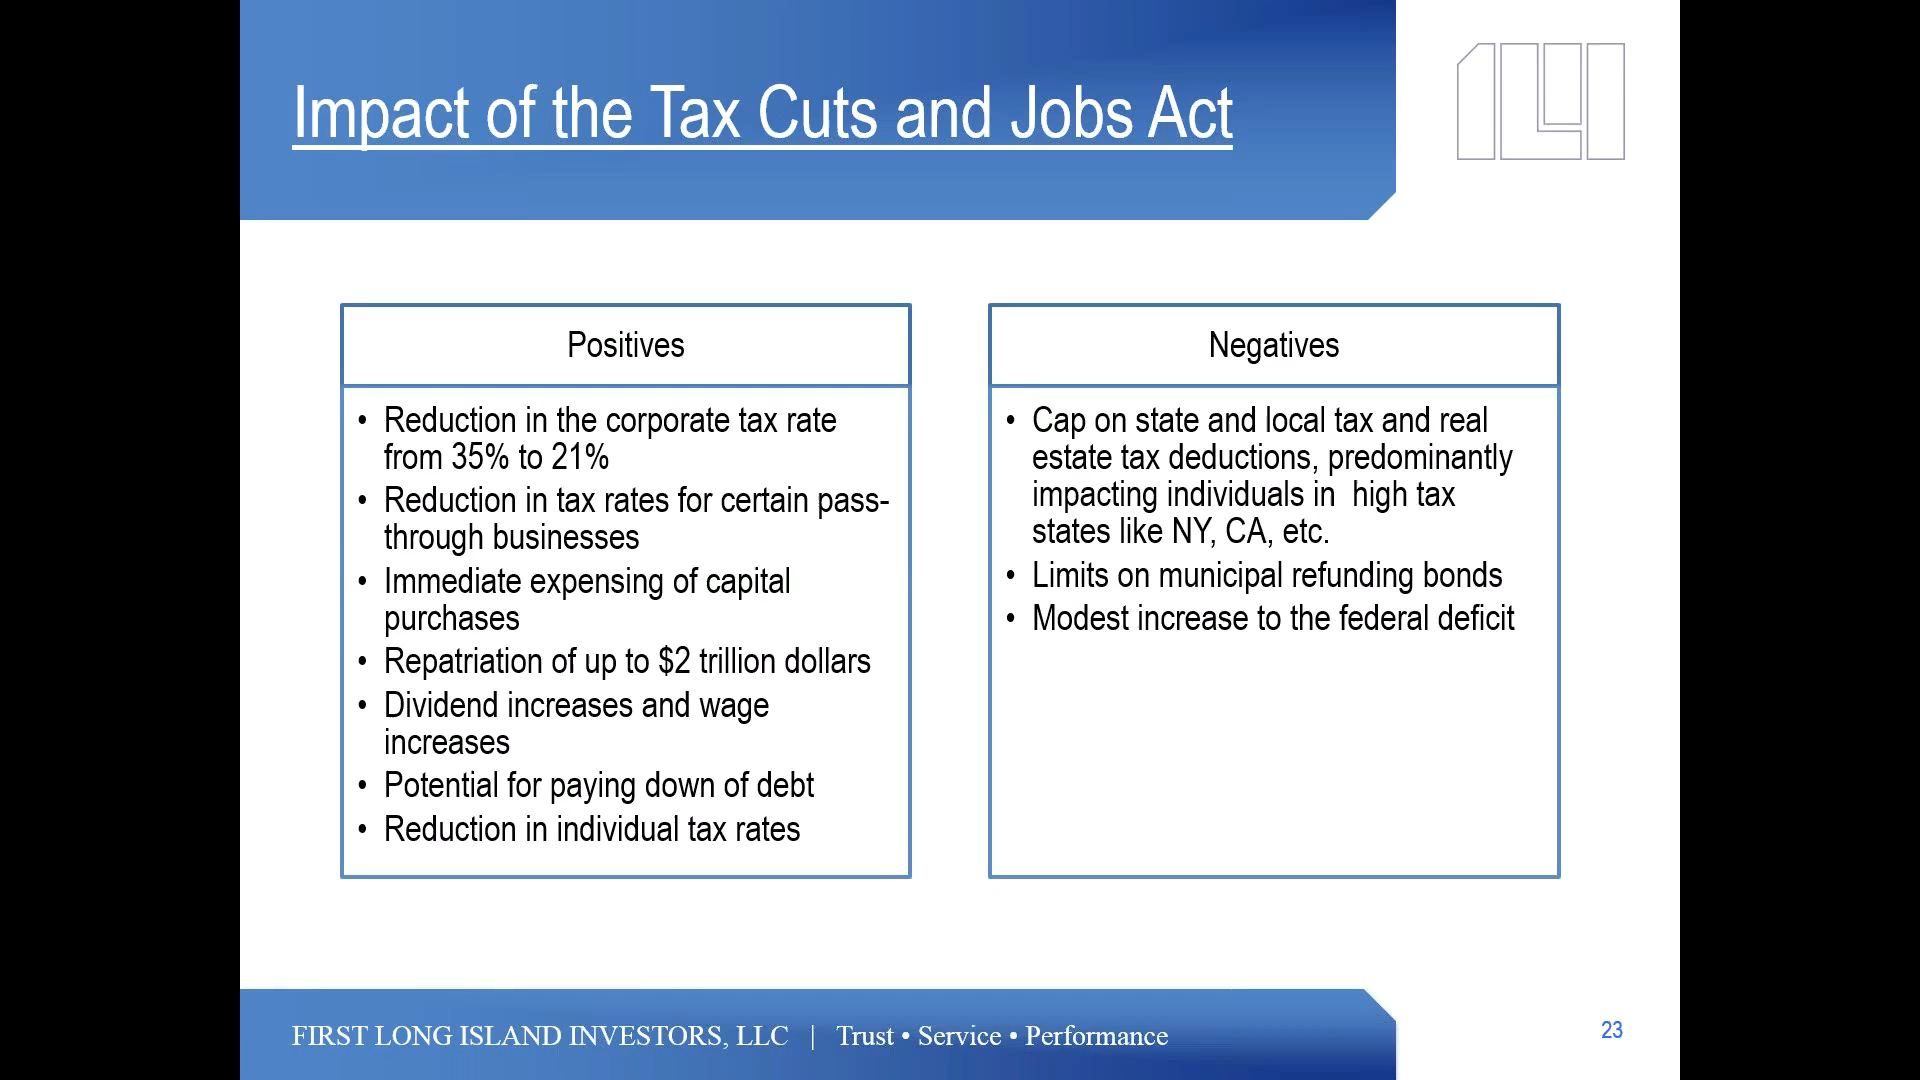 Impact of the Tax Cuts and Jobs Act
Positives
• Reduction in the corporate tax rate
from 35% to 21%
• Reduction in tax rates for certain pass-
through businesses
• Immediate expensing of capital
purchases
• Repatriation of up to $2 trillion dollars
• Dividend increases and wage
increases
• Potential for paying down of debt
• Reduction in individual tax rates
Negatives
• Cap on state and local tax and real
estate tax deductions, predominantly
impacting individuals in  high tax
states like NY, CA, etc.
• Limits on municipal refunding bonds
• Modest increase to the federal deficit
FIRST LONG ISLAND INVESTORS, LLC | Trust • Service • Performance
23